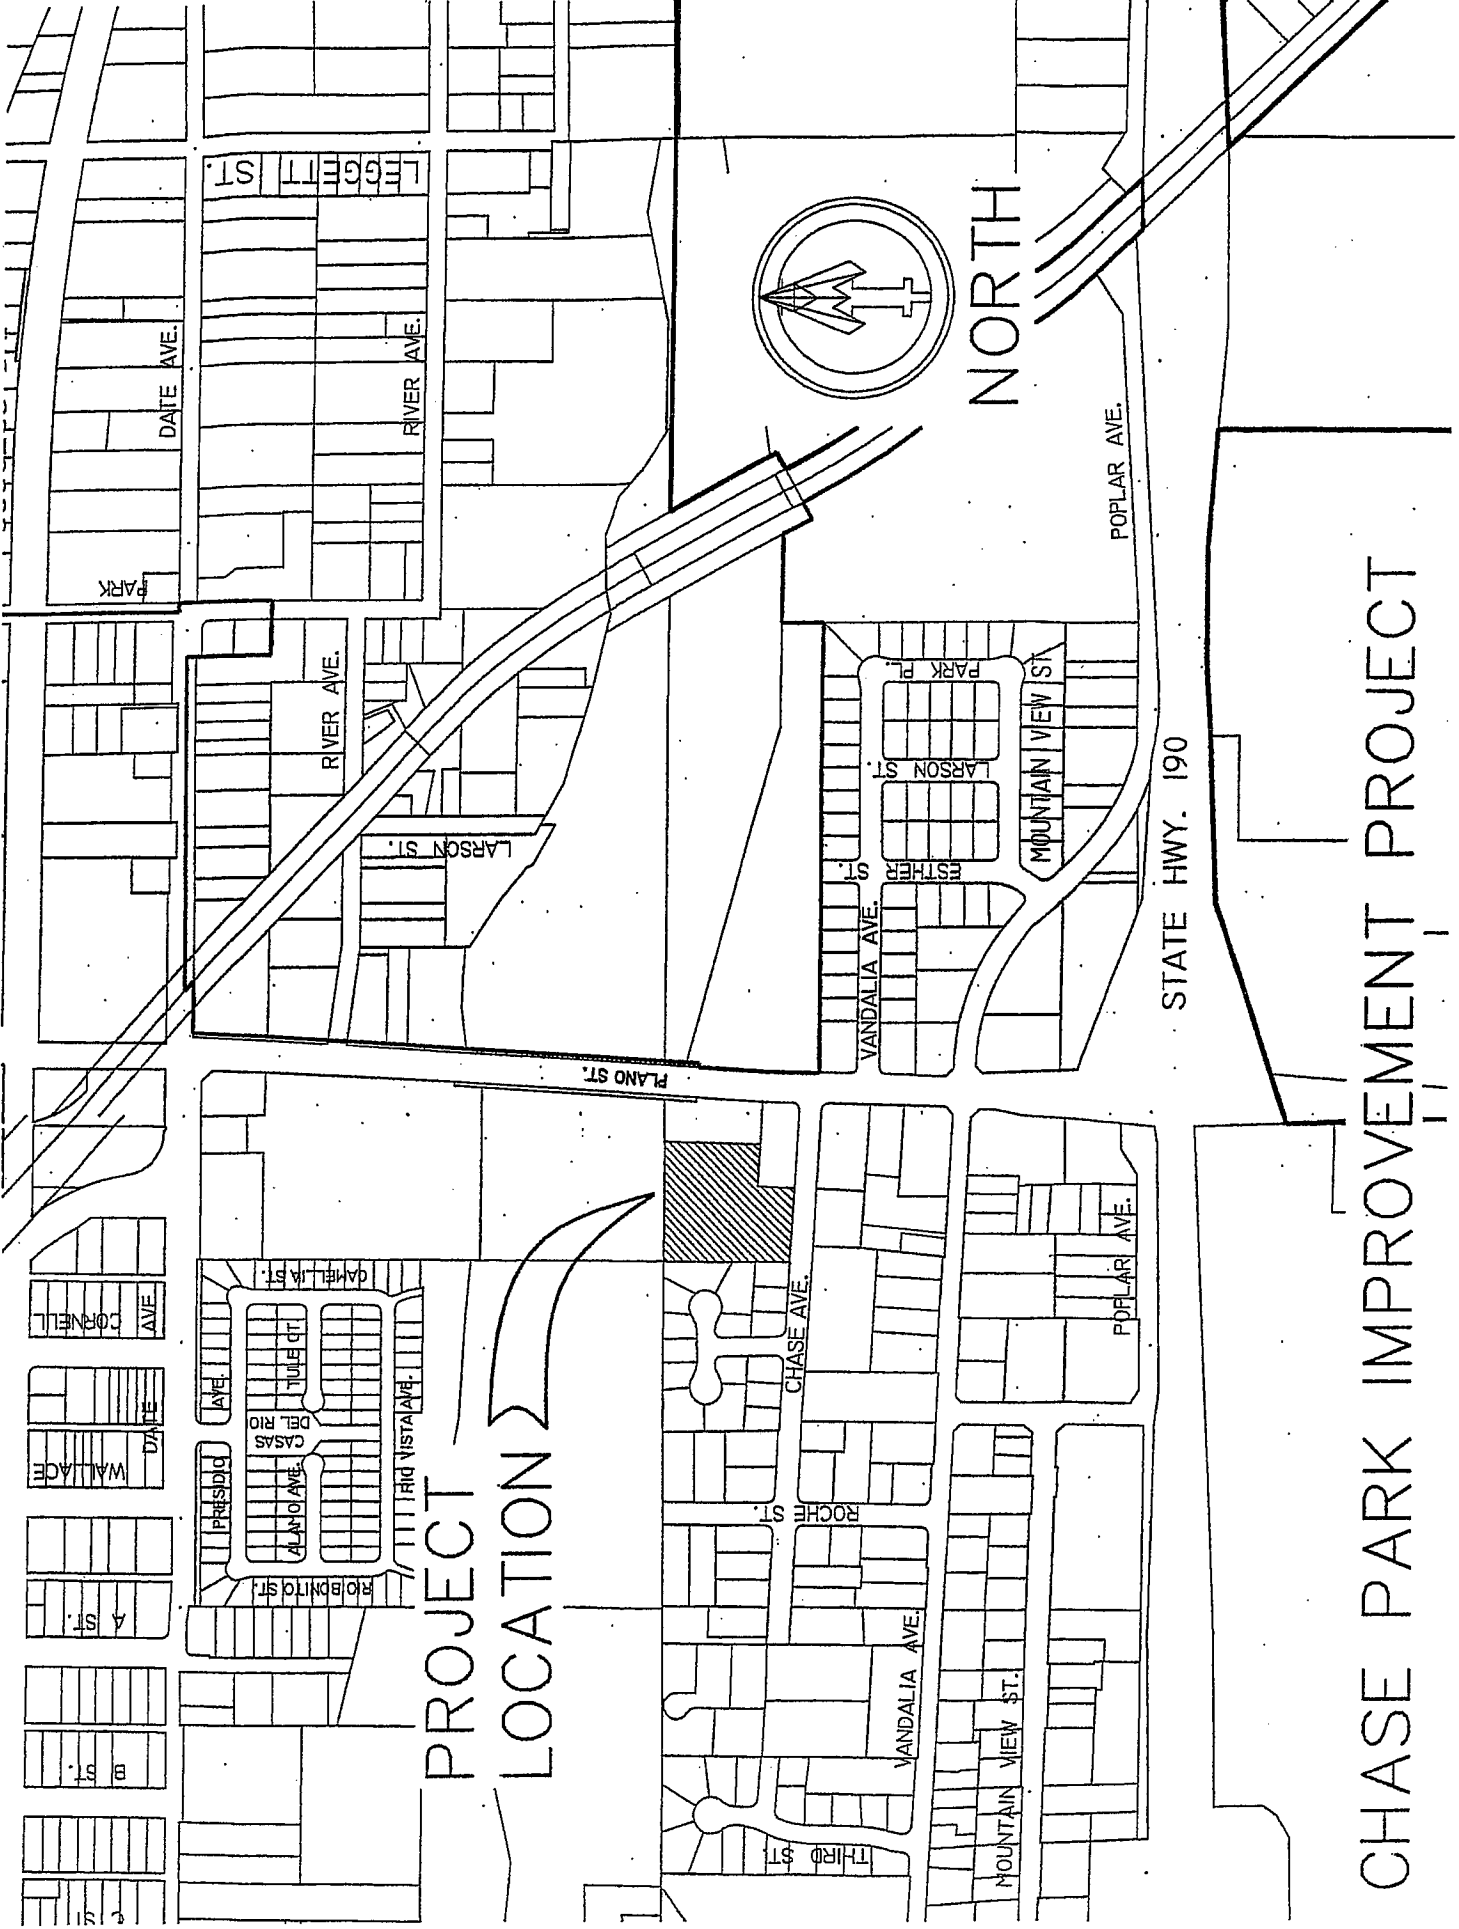 LEGGETT ST.
DATE AVE.
RIVER AVE.
PARK
NORTH
POPLAR AVE.
RIVER AVE.
LARSON ST.
PARK PL.
LARSON ST.
MOUNTAIN VIEW ST
ESTHER ST.
VANDALIA AVE.
STATE HWY. 190
PLANO ST.
CORNELL
AVE
WALLACE
DATE
A ST.
B ST.
C ST
CAMELLIA ST.
TULE CT.
AVE.
CASAS
DEL RIO
PRESIDIO
ALAMO AVE.
RIO VISTA AVE.
RIO BONITO ST.
PROJECT
LOCATION
CHASE AVE.
ROCHE ST.
POPLAR AVE.
VANDALIA AVE.
MOUNTAIN VIEW ST.
THIRD ST.
CHASE PARK IMPROVEMENT PROJECT